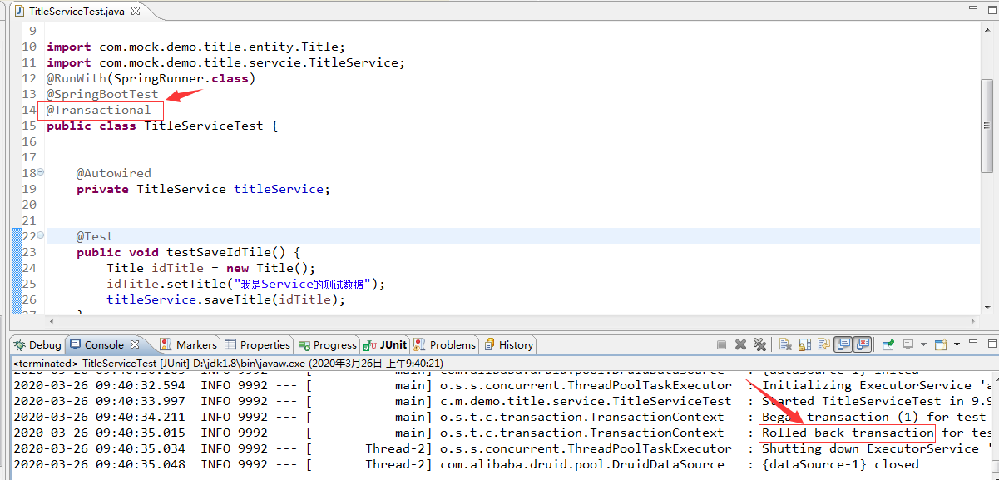 TitleServiceTest.java
9
10 import com.mock.demo.title.entity.Title;
11 import com.mock.demo.title.servcie.TitleService;
12 @RunWith(SpringRunner.class)
13 @SpringBootTest
14 @Transactional
15 public class TitleServiceTest {
16
17
18 @Autowired
19 private TitleService titleService;
20
21
22 @Test
23 public void testSaveIdTile() {
24 Title idTitle = new Title();
25 idTitle.setTitle("我是Service的测试数据");
26 titleService.saveTitle(idTitle);
27 }
Debug Console Markers Properties Progress JUnit Problems History
<terminated> TitleServiceTest [JUnit] D:\jdk1.8\bin\javaw.exe (2020年3月26日 上午9:40:21)
2020-03-26 09:40:32.594 INFO 9992 --- [ main] o.s.s.concurrent.ThreadPoolTaskExecutor : Initializing ExecutorService 'a
2020-03-26 09:40:33.997 INFO 9992 --- [ main] c.m.demo.title.service.TitleServiceTest : Started TitleServiceTest in 9.9
2020-03-26 09:40:34.211 INFO 9992 --- [ main] o.s.t.c.transaction.TransactionContext : Began transaction (1) for test
2020-03-26 09:40:35.015 INFO 9992 --- [ main] o.s.t.c.transaction.TransactionContext : Rolled back transaction for tes
2020-03-26 09:40:35.034 INFO 9992 --- [ Thread-2] o.s.s.concurrent.ThreadPoolTaskExecutor : Shutting down ExecutorService '
2020-03-26 09:40:35.048 INFO 9992 --- [ Thread-2] com.alibaba.druid.pool.DruidDataSource : {dataSource-1} closed